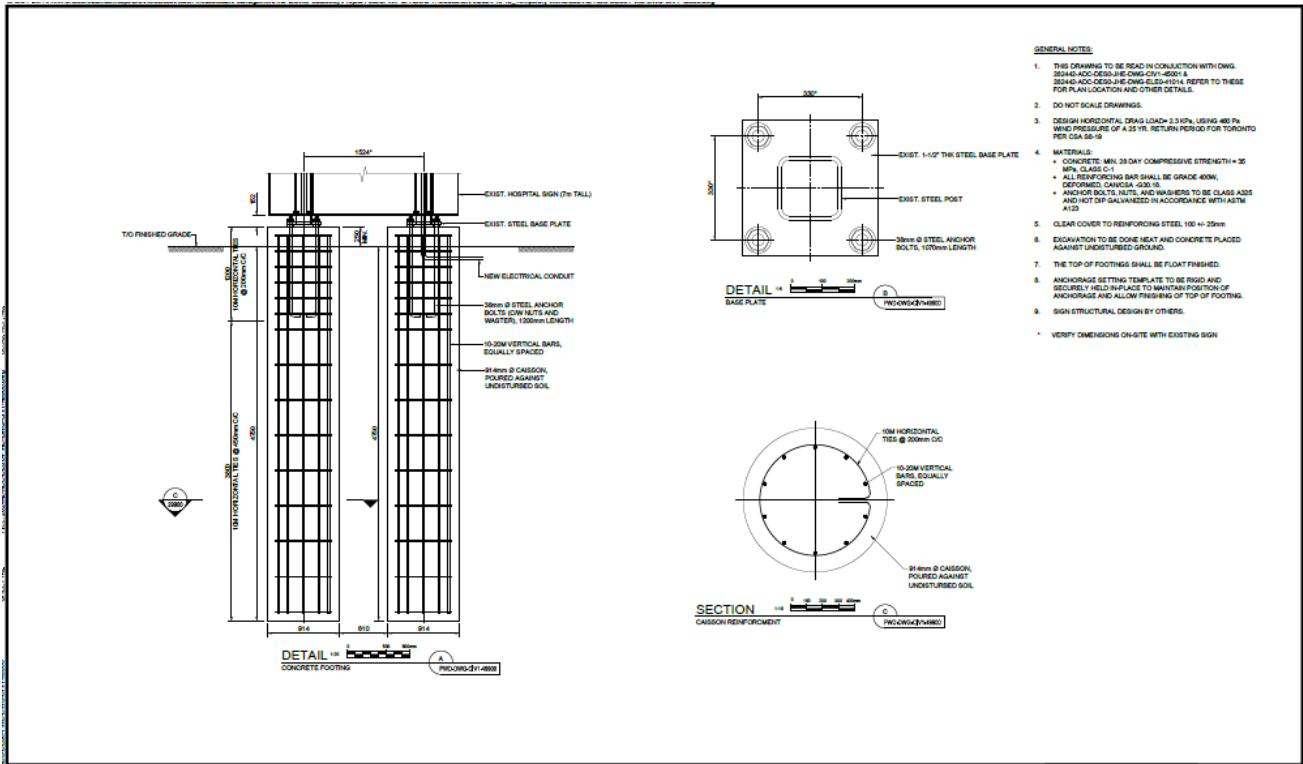 GENERAL NOTES:
1. THIS DRAWING TO BE READ IN CONJUCTION WITH DWG.
FOR PLAN LOCATION AND OTHER DETAILS.
2. DO NOT SCALE DRAWINGS.
3. DESIGN HORIZONTAL DRAG LOAD= 2.3 KPa, USING 460 Pa
WIND PRESSURE OF A 25 YR. RETURN PERIOD FOR TORONTO
PER CSA S6-19
4. MATERIALS:
• CONCRETE: MIN. 28 DAY COMPRESSIVE STRENGTH = 35
MPa, CLASS C-1
• ALL REINFORCING BAR SHALL BE GRADE 400W,
DEFORMED, CAN/CSA -G30.18.
• ANCHOR BOLTS, NUTS, AND WASHERS TO BE CLASS A325
AND HOT DIP GALVANIZED IN ACCORDANCE WITH ASTM
A123
5. CLEAR COVER TO REINFORCING STEEL 100 +/- 25mm
6. EXCAVATION TO BE DONE NEAT AND CONCRETE PLACED
AGAINST UNDISTURBED GROUND.
7. THE TOP OF FOOTINGS SHALL BE FLOAT FINISHED.
8. ANCHORAGE SETTING TEMPLATE TO BE RIGID AND
SECURELY HELD IN-PLACE TO MAINTAIN POSITION OF
ANCHORAGE AND ALLOW FINISHING OF TOP OF FOOTING.
9. SIGN STRUCTURAL DESIGN BY OTHERS.
* VERIFY DIMENSIONS ON-SITE WITH EXISTING SIGN
1524*
EXIST. HOSPITAL SIGN (7m TALL)
152
EXIST. STEEL BASE PLATE
T/O FINISHED GRADE
250
MIN.
NEW ELECTRICAL CONDUIT
1200
10M HORIZONTAL TIES
@ 200mm C/C
38mm Ø STEEL ANCHOR
BOLTS (C/W NUTS AND
WASTER), 1200mm LENGTH
10-20M VERTICAL BARS,
EQUALLY SPACED
914mm Ø CAISSON,
POURED AGAINST
UNDISTURBED SOIL
10M HORIZONTAL TIES @ 450mm C/C
4750
4750
C
914
610
914
DETAIL
CONCRETE FOOTING
A
330*
330*
EXIST. 1-1/2" THK STEEL BASE PLATE
EXIST. STEEL POST
38mm Ø STEEL ANCHOR
BOLTS, 1070mm LENGTH
DETAIL
BASE PLATE
B
10M HORIZONTAL
TIES @ 200mm C/C
10-20M VERTICAL
BARS, EQUALLY
SPACED
914mm Ø CAISSON,
POURED AGAINST
UNDISTURBED SOIL
SECTION
CAISSON REINFORCMENT
C